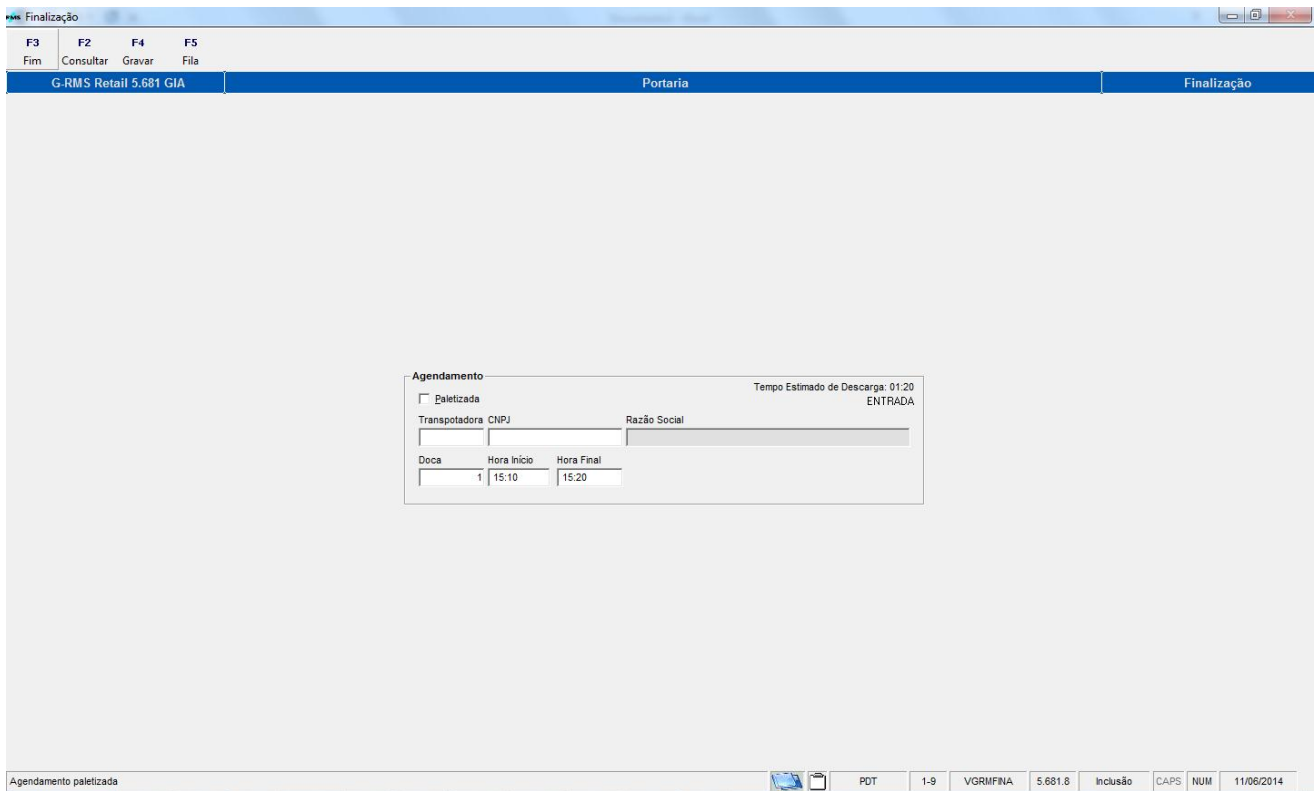 RMS Finalização
F3 F2 F4 F5
Fim Consultar Gravar Fila
G-RMS Retail 5.681 GIA Portaria Finalização
Agendamento
Tempo Estimado de Descarga: 01:20
Paletizada ENTRADA
Transpotadora CNPJ Razão Social
Doca Hora Início Hora Final
1 15:10 15:20
Agendamento paletizada PDT 1-9 VGRMFINA 5.681.8 Inclusão CAPS NUM 11/06/2014